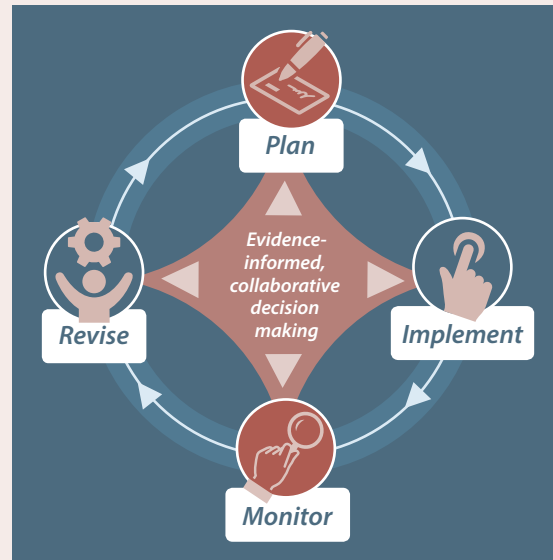 Plan
Evidence-
informed,
collaborative
decision
making
Revise
Implement
Monitor